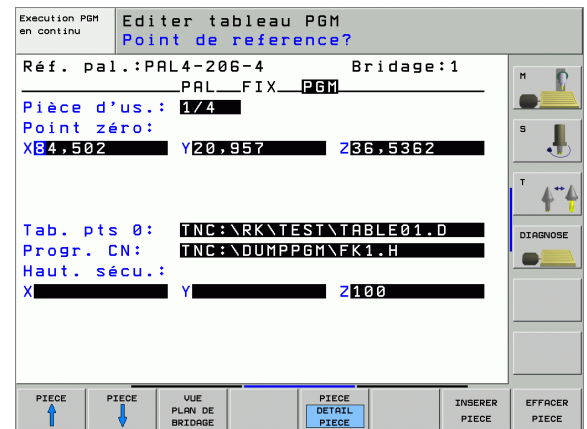 Execution PGM
en continu
Editer tableau PGM
Point de reference?
Réf. pal.:PAL4-206-4 Bridage:1
PAL FIX PGM
Pièce d'us.: 1/4
Point zéro:
X84,502 Y20,957 Z36,5362
Tab. pts 0: TNC:\RK\TEST\TABLE01.D
Progr. CN: TNC:\DUMPPGM\FK1.H
Haut. sécu.:
X Y Z100
M
S
T
DIAGNOSE
PIECE
PIECE
VUE
PLAN DE
BRIDAGE
PIECE
DETAIL
PIECE
INSERER
PIECE
EFFACER
PIECE